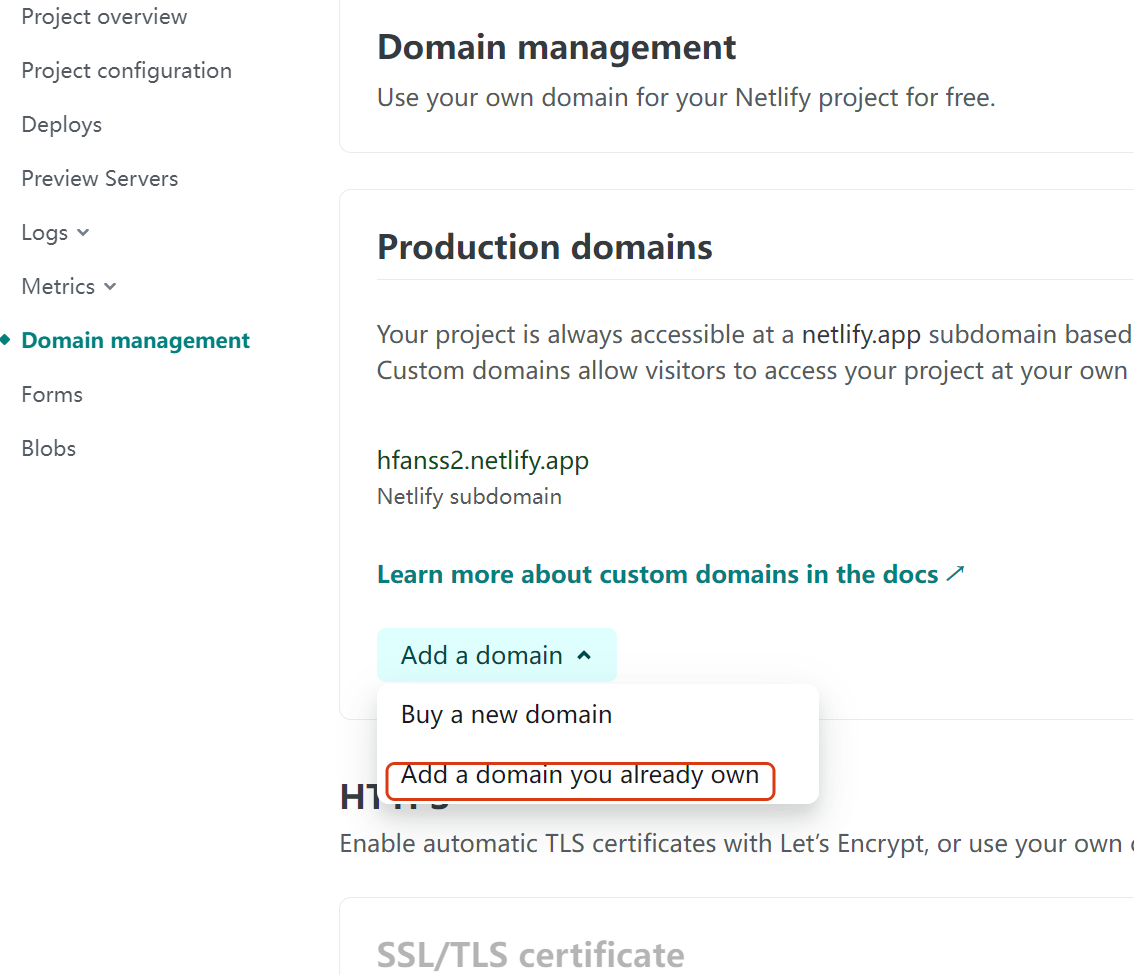 Project overview
Project configuration
Deploys
Preview Servers
Logs
Metrics
Domain management
Forms
Blobs
Domain management
Use your own domain for your Netlify project for free.
Production domains
Your project is always accessible at a netlify.app subdomain based
Custom domains allow visitors to access your project at your own
hfanss2.netlify.app
Netlify subdomain
Learn more about custom domains in the docs
Add a domain
Buy a new domain
Add a domain you already own
Enable automatic TLS certificates with Let’s Encrypt, or use your own
SSL/TLS certificate